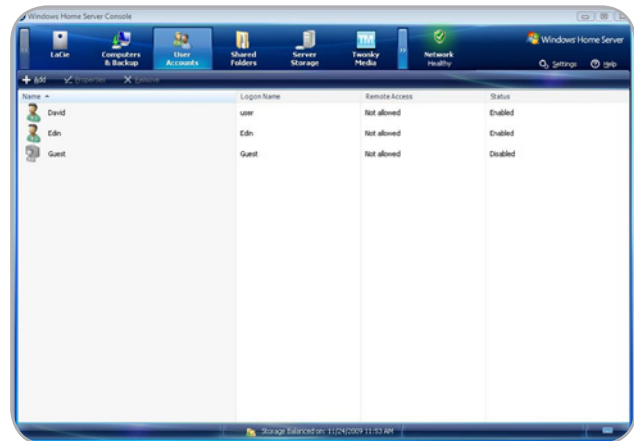 Windows Home Server Console
LaCie
Computers & Backup
User Accounts
Shared Folders
Server Storage
Twonky Media
Network Healthy
Windows Home Server
Settings
Help
Add
Properties
Remove
Name
Logon Name
Remote Access
Status
David user Not allowed Enabled
Edin Edin Not allowed Enabled
Guest Guest Not allowed Disabled
Storage Balanced on: 11/24/2009 11:53 AM